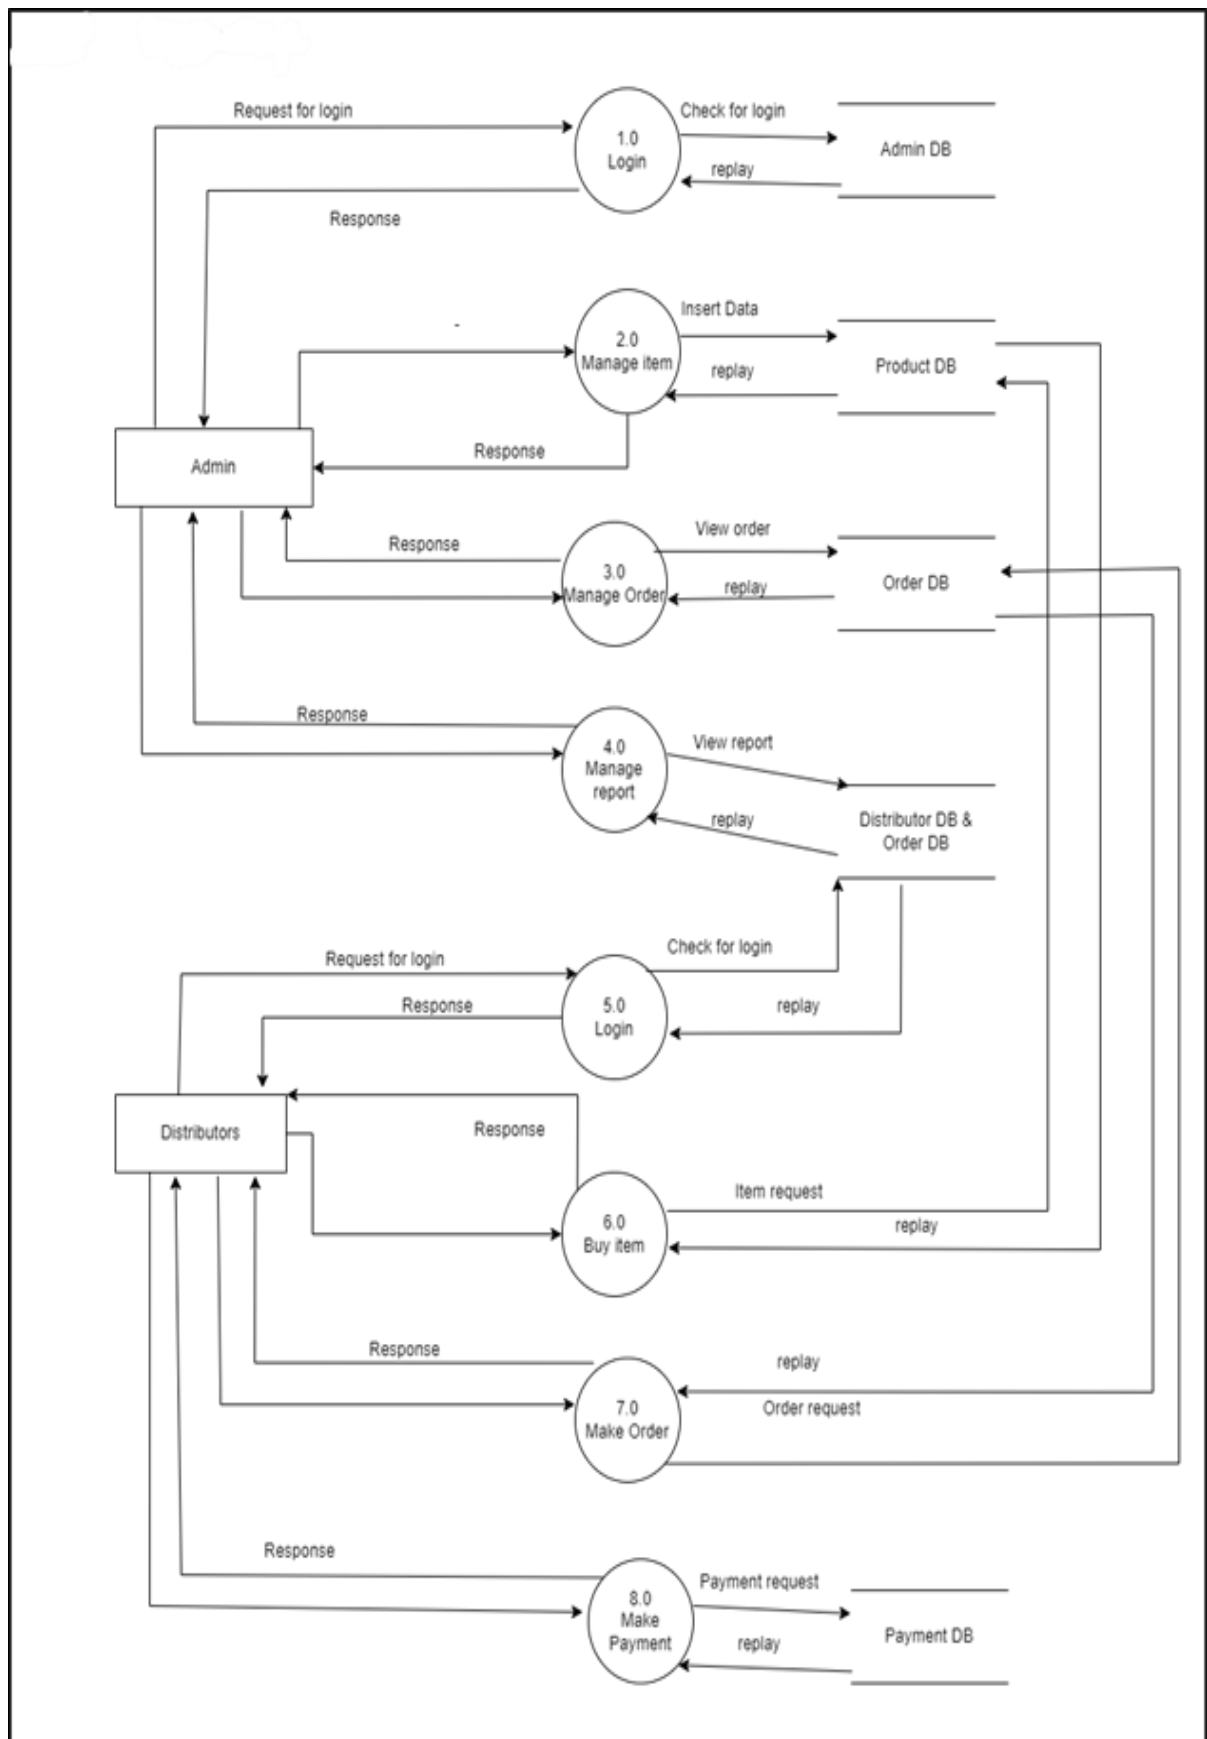 Request for login
Check for login
1.0
Login
Admin DB
replay
Response
Insert Data
2.0
Manage item
Product DB
replay
Response
Admin
View order
Response
3.0
Manage Order
Order DB
replay
Response
View report
4.0
Manage
report
replay
Distributor DB &
Order DB
Check for login
Request for login
Response
5.0
Login
replay
Distributors
Response
Item request
6.0
Buy item
replay
Response
replay
7.0
Make Order
Order request
Response
Payment request
8.0
Make
Payment
replay
Payment DB